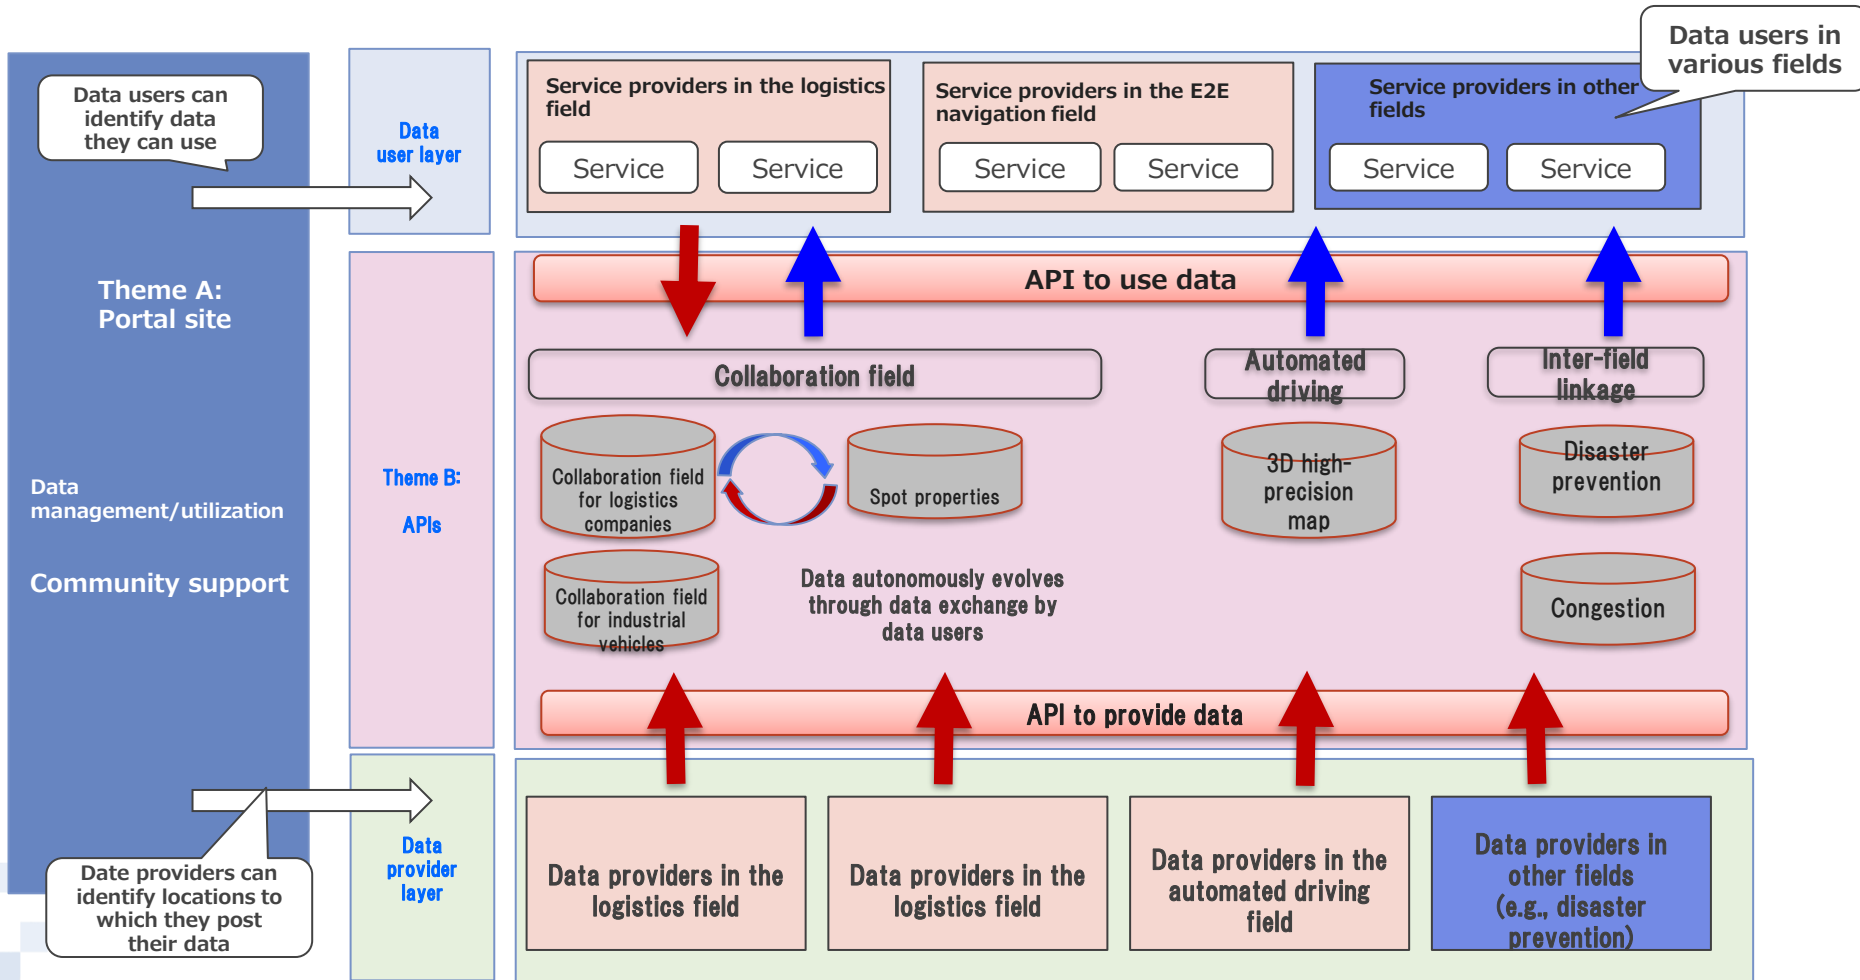 Data users in
various fields
Data users can
identify data
they can use
Data
user layer
Service providers in the logistics
field
Service
Service
Service providers in the E2E
navigation field
Service
Service
Service providers in other
fields
Service
Service
Theme A:
Portal site
Data
management/utilization
Community support
Theme B:
APIs
API to use data
Collaboration field
Automated
driving
Inter-field
linkage
Collaboration field
for logistics
companies
Spot properties
3D high-
precision
map
Disaster
prevention
Collaboration field
for industrial
vehicles
Data autonomously evolves
through data exchange by
data users
Congestion
API to provide data
Data
provider
layer
Date providers can
identify locations to
which they post
their data
Data providers in the
logistics field
Data providers in the
logistics field
Data providers in the
automated driving
field
Data providers in
other fields
(e.g., disaster
prevention)